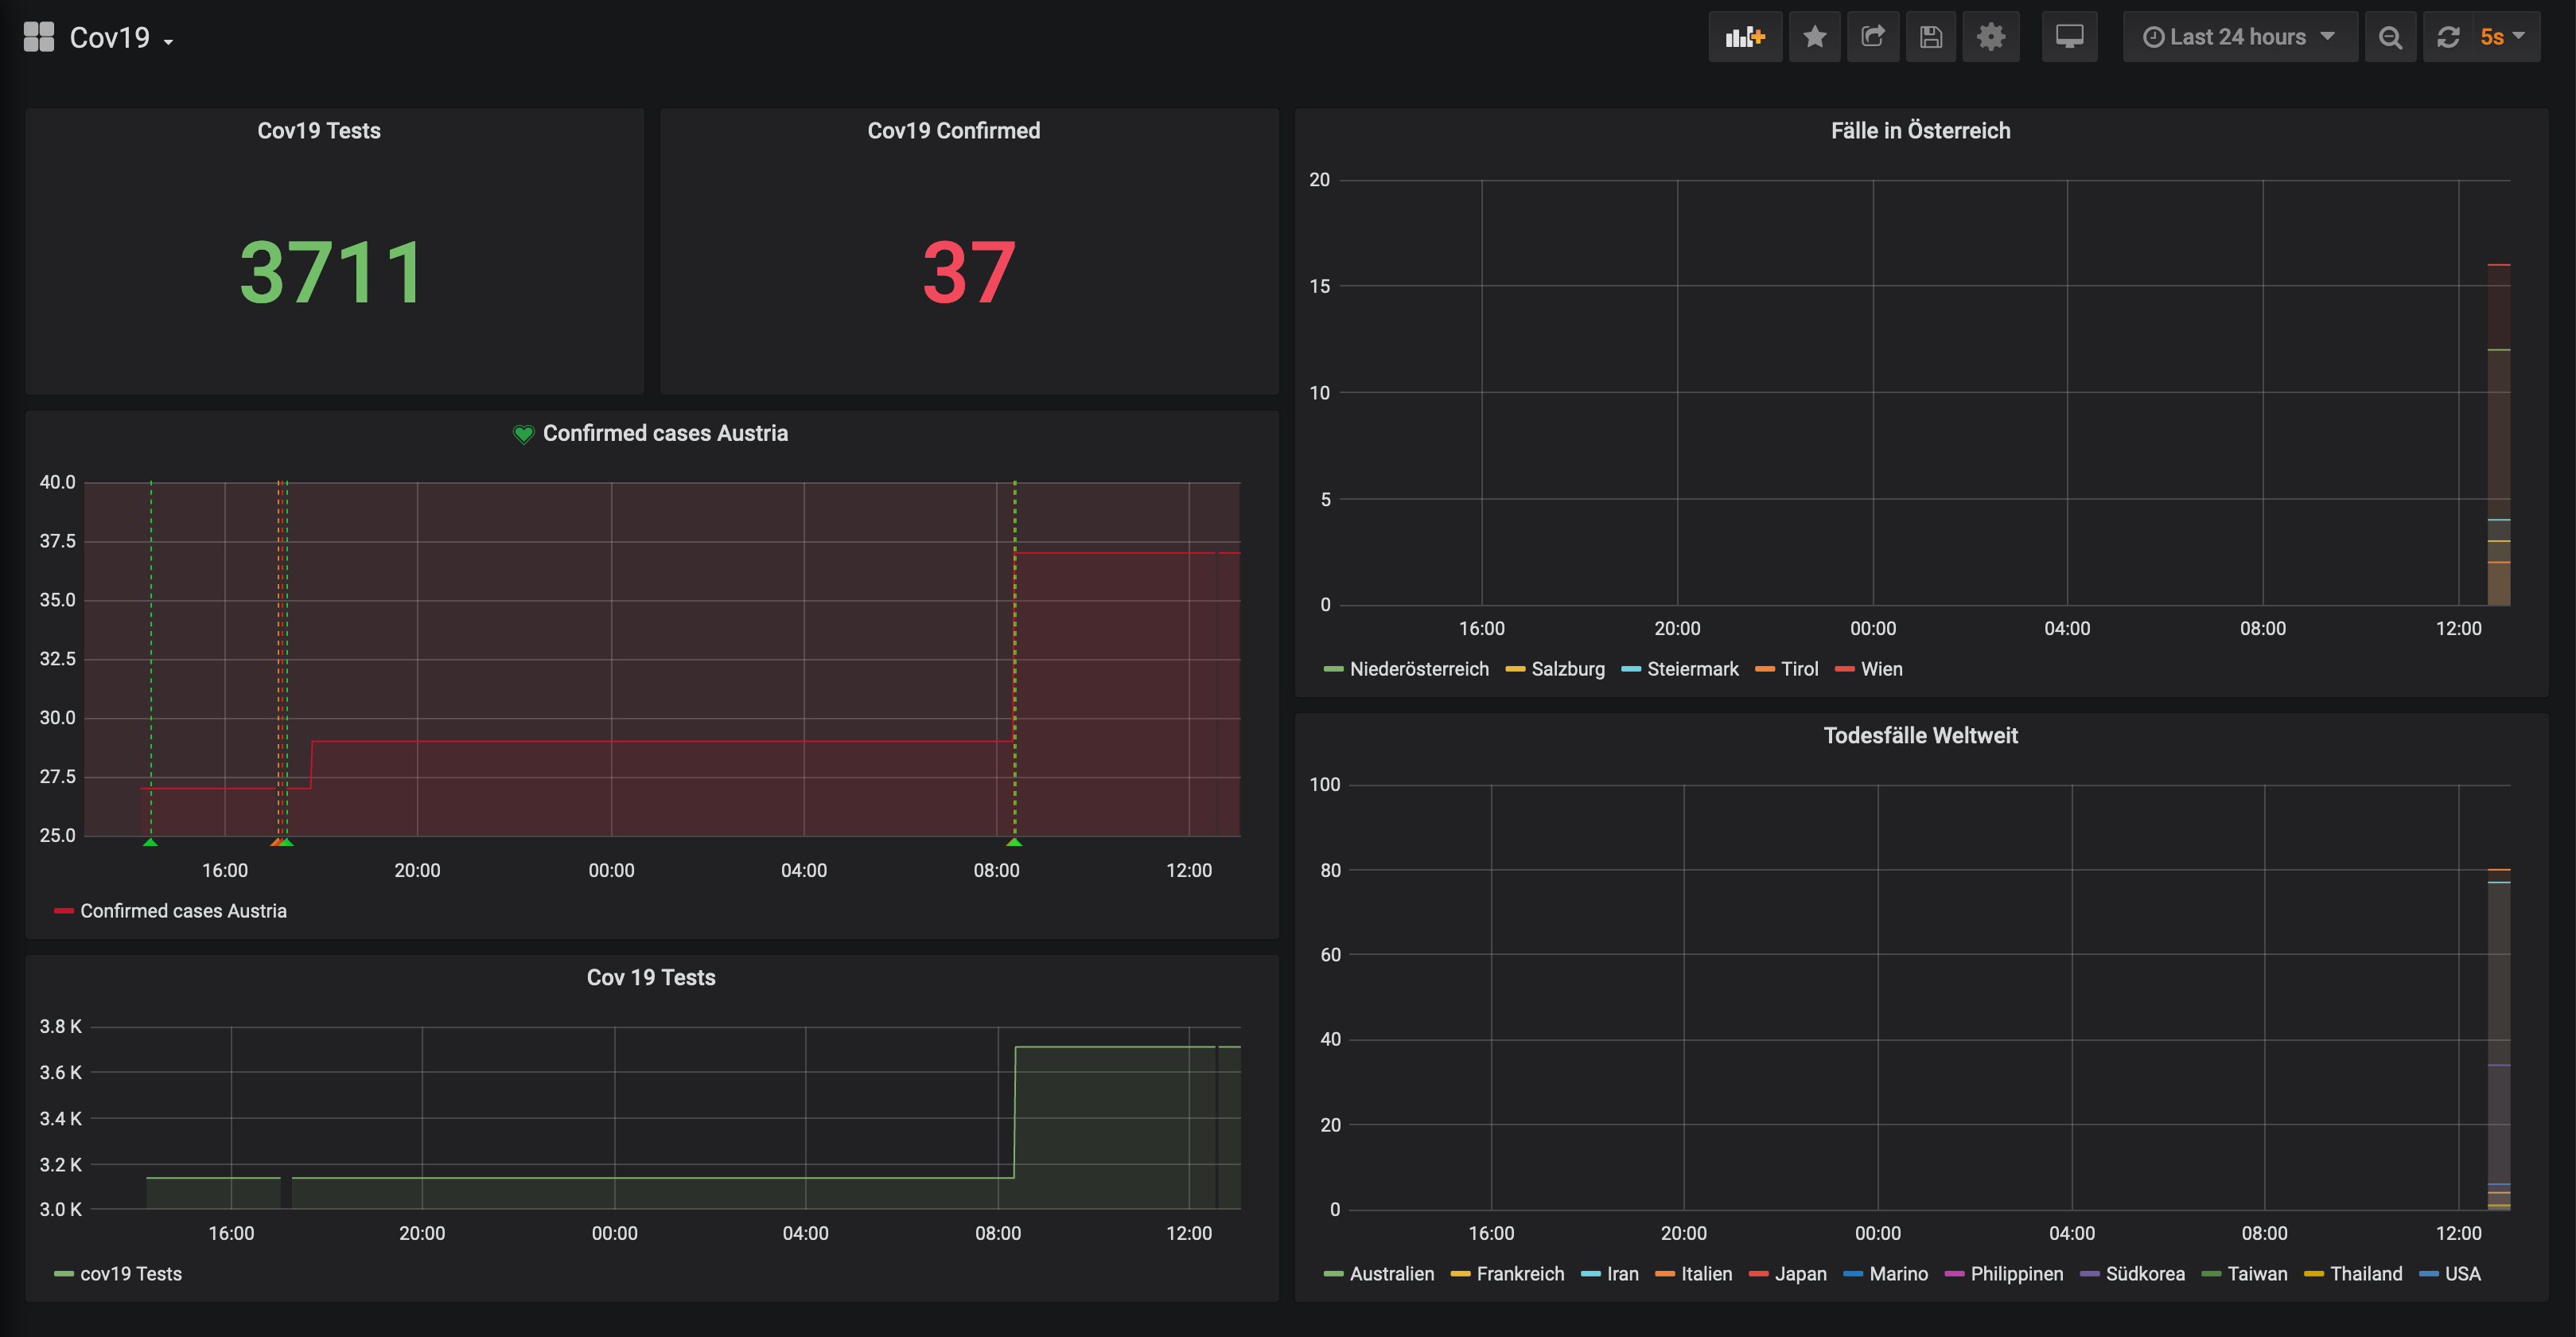 Cov19
Last 24 hours
5s
Cov19 Tests
3711
Cov19 Confirmed
37
Confirmed cases Austria
40.0
37.5
35.0
32.5
30.0
27.5
25.0
16:00 20:00 00:00 04:00 08:00 12:00
Confirmed cases Austria
Cov 19 Tests
3.8 K
3.6 K
3.4 K
3.2 K
3.0 K
16:00 20:00 00:00 04:00 08:00 12:00
cov19 Tests
Fälle in Österreich
20
15
10
5
0
16:00 20:00 00:00 04:00 08:00 12:00
Niederösterreich Salzburg Steiermark Tirol Wien
Todesfälle Weltweit
100
80
60
40
20
0
16:00 20:00 00:00 04:00 08:00 12:00
Australien Frankreich Iran Italien Japan Marino Philippinen Südkorea Taiwan Thailand USA